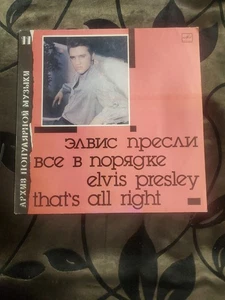 11
АРХИВ ПОПУЛЯРНОЙ МУЗЫКИ
элвис пресли
все в порядке
elvis presley
that's all right